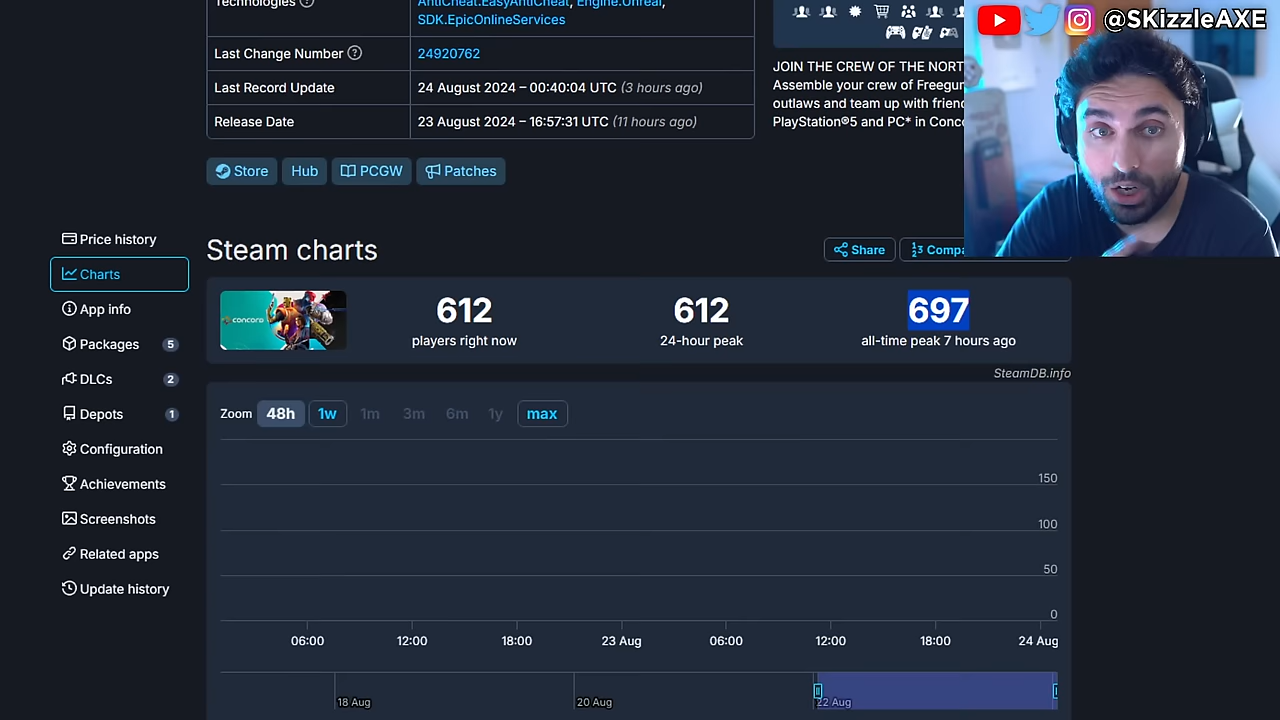 Technologies
AntiCheat.EasyAntiCheat, Engine.Unreal,
SDK.EpicOnlineServices
@SKizzleAXE
Last Change Number ? 24920762
Last Record Update 24 August 2024 – 00:40:04 UTC (3 hours ago)
Release Date 23 August 2024 – 16:57:31 UTC (11 hours ago)
JOIN THE CREW OF THE NORT
Assemble your crew of Freegun
outlaws and team up with friend
PlayStation®5 and PC* in Conco
Store Hub PCGW Patches
Price history
Charts
App info
Packages 5
DLCs 2
Depots 1
Configuration
Achievements
Screenshots
Related apps
Update history
Steam charts
Share
Compa
CONCORD
612 612 697
players right now 24-hour peak all-time peak 7 hours ago
SteamDB.info
Zoom 48h 1w 1m 3m 6m 1y max
150
100
50
0
06:00 12:00 18:00 23 Aug 06:00 12:00 18:00 24 Aug
18 Aug 20 Aug 22 Aug